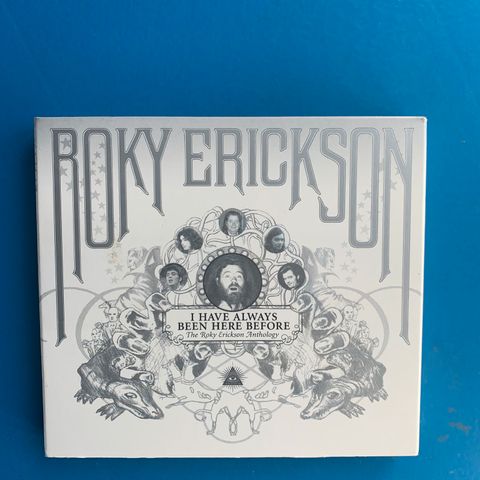 ROKY ERICKSON
I HAVE ALWAYS
BEEN HERE BEFORE
The Roky Erickson Anthology